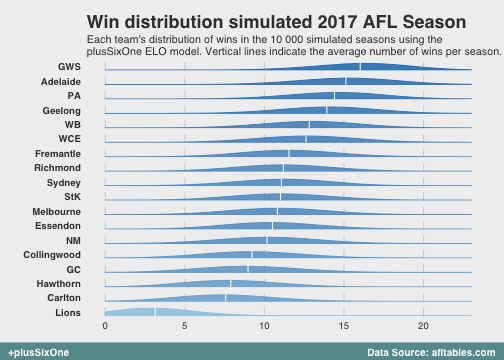 Win distribution simulated 2017 AFL Season
Each team's distribution of wins in the 10 000 simulated seasons using the
plusSixOne ELO model. Vertical lines indicate the average number of wins per season.
GWS
Adelaide
PA
Geelong
WB
WCE
Fremantle
Richmond
Sydney
StK
Melbourne
Essendon
NM
Collingwood
GC
Hawthorn
Carlton
Lions
0 5 10 15 20
+plusSixOne Data Source: afltables.com